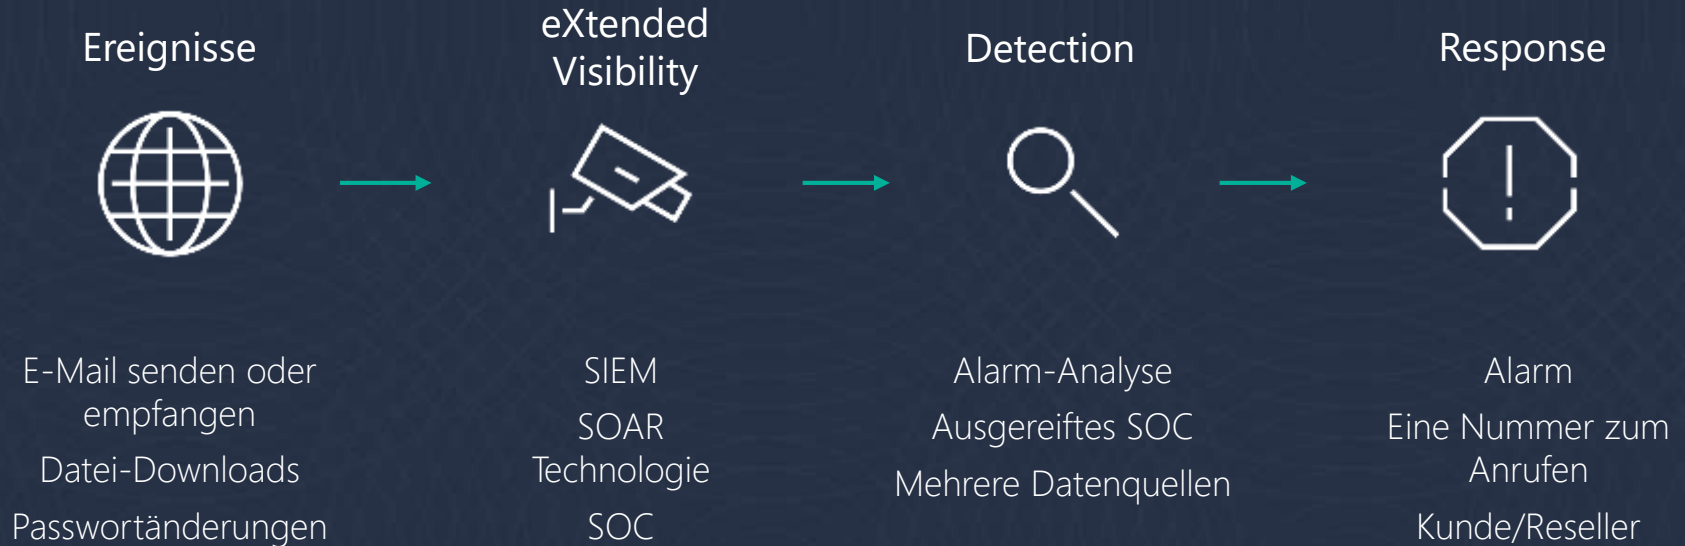 Ereignisse
eXtended
Visibility
Detection
Response
E-Mail senden oder
empfangen
Datei-Downloads
Passwortänderungen
SIEM
SOAR
Technologie
SOC
Alarm-Analyse
Ausgereiftes SOC
Mehrere Datenquellen
Alarm
Eine Nummer zum
Anrufen
Kunde/Reseller